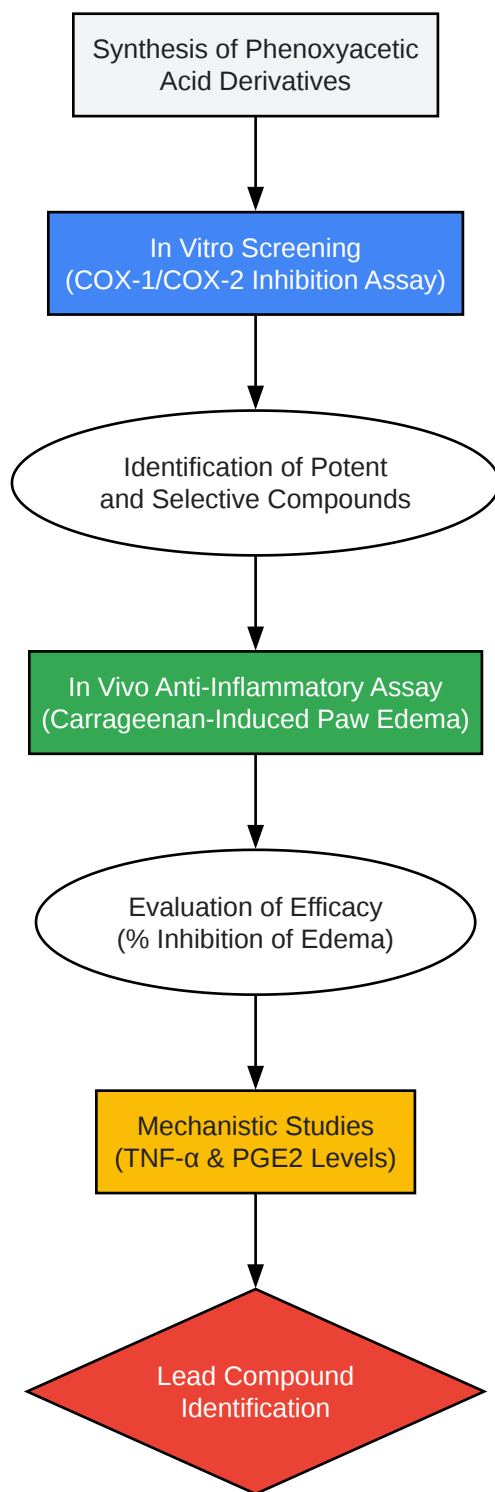 Synthesis of Phenoxyacetic
Acid Derivatives
In Vitro Screening
(COX-1/COX-2 Inhibition Assay)
Identification of Potent
and Selective Compounds
In Vivo Anti-Inflammatory Assay
(Carrageenan-Induced Paw Edema)
Evaluation of Efficacy
(% Inhibition of Edema)
Mechanistic Studies
(TNF-α & PGE2 Levels)
Lead Compound
Identification